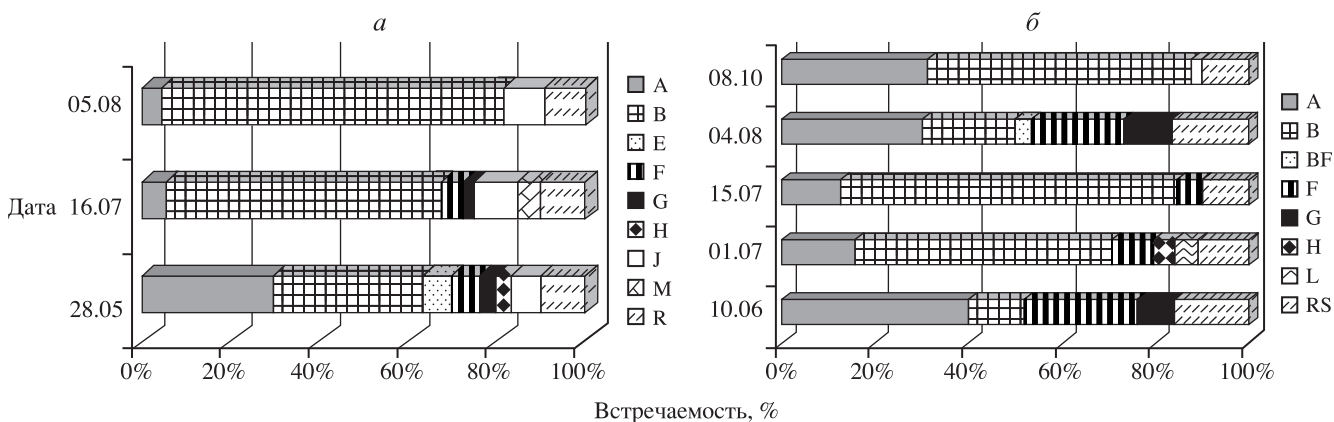 а
05.08
Дата 16.07
28.05
0% 20% 40% 60% 80% 100%
A
B
E
F
G
H
J
M
R
б
08.10
04.08
15.07
01.07
10.06
0% 20% 40% 60% 80% 100%
A
B
BF
F
G
H
L
RS
Встречаемость, %